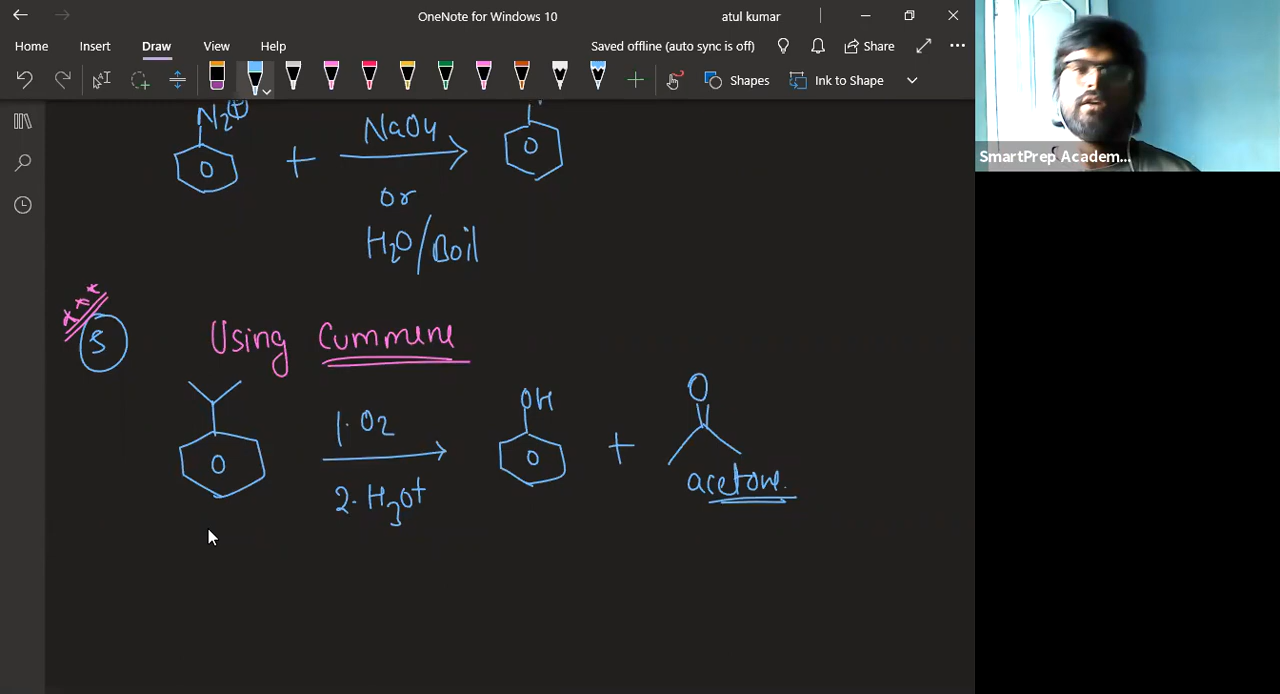 OneNote for Windows 10
atul kumar
Home Insert Draw View Help
Saved offline (auto sync is off)
Share
Shapes
Ink to Shape
SmartPrep Academ...
N2+
+ NaOH
or
H2O/Boil
5 Using Cummene
1. O2
2. H3O+
OH
+
O
acetone.